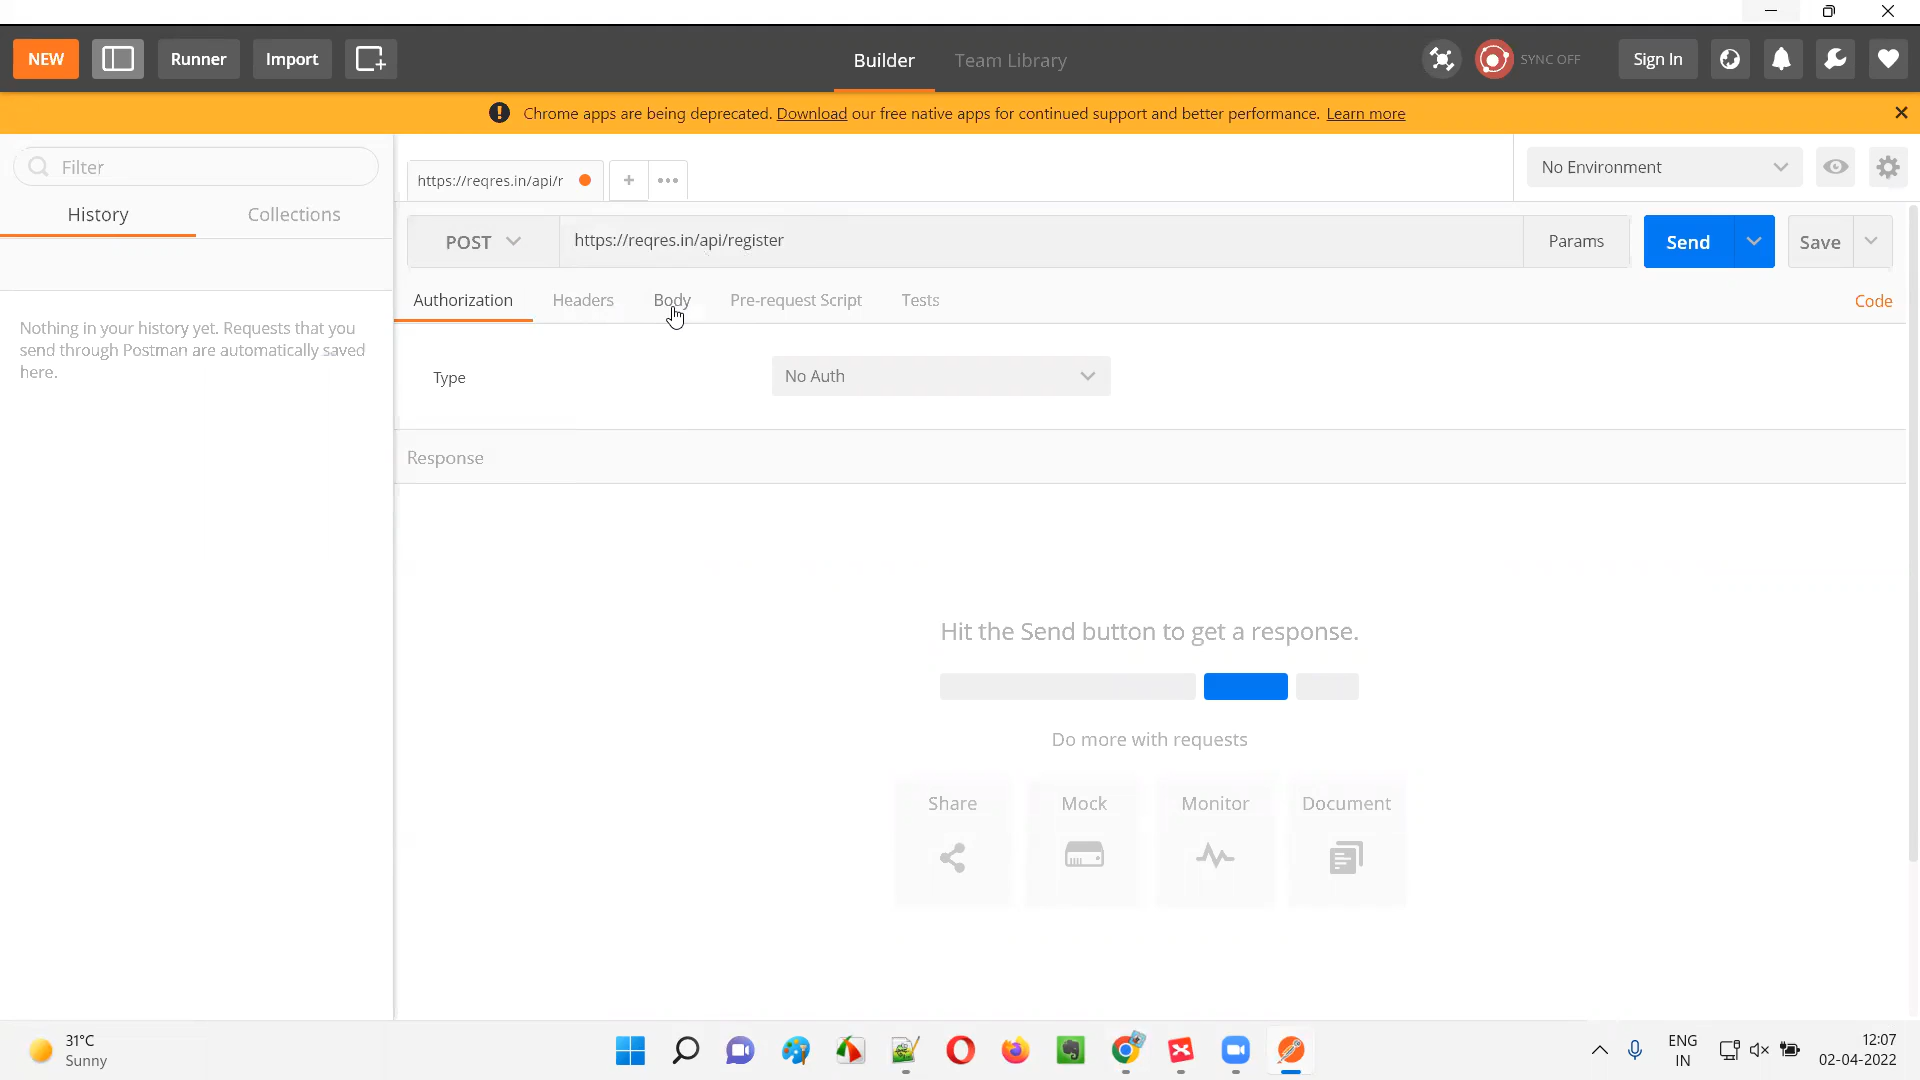 NEW
Runner
Import
Builder
Team Library
SYNC OFF
Sign In
Chrome apps are being deprecated. Download our free native apps for continued support and better performance. Learn more
Filter
History
Collections
Nothing in your history yet. Requests that you
send through Postman are automatically saved
here.
https://reqres.in/api/r
No Environment
POST
https://reqres.in/api/register
Params
Send
Save
Authorization
Headers
Body
Pre-request Script
Tests
Code
Type
No Auth
Response
Hit the Send button to get a response.
Do more with requests
Share
Mock
Monitor
Document
31°C
Sunny
ENG
IN
12:07
02-04-2022